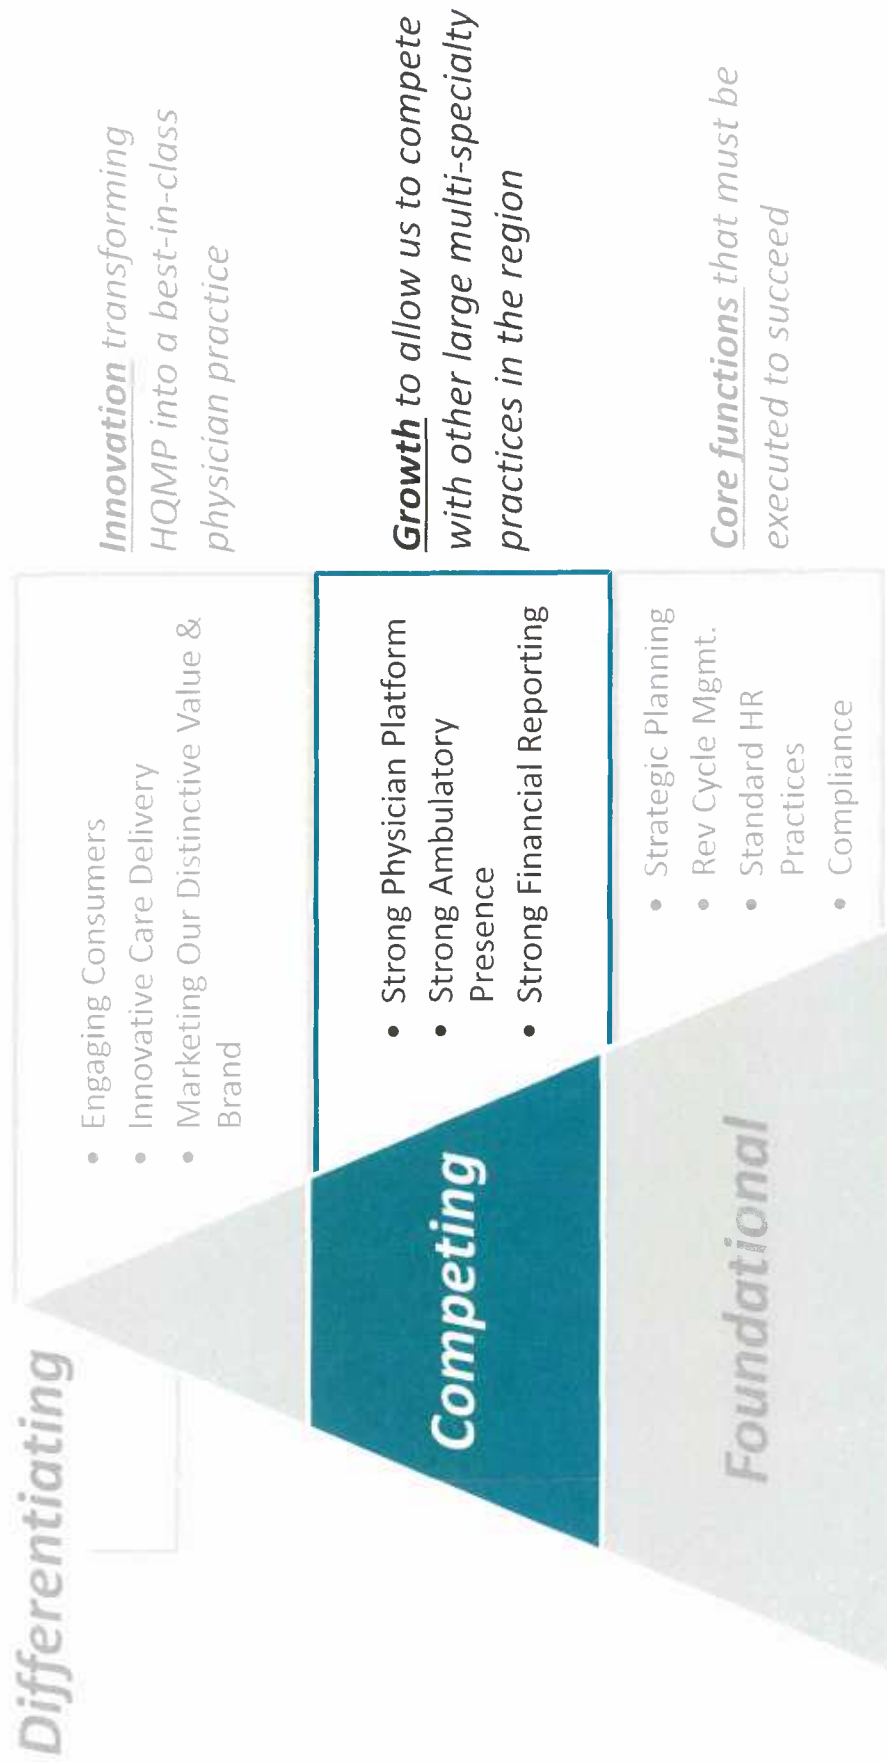 Differentiating
• Engaging Consumers
• Innovative Care Delivery
• Marketing Our Distinctive Value &
Brand
Innovation transforming
HQMP into a best-in-class
physician practice
Competing
• Strong Physician Platform
• Strong Ambulatory
Presence
• Strong Financial Reporting
Growth to allow us to compete
with other large multi-specialty
practices in the region
Foundational
• Strategic Planning
• Rev Cycle Mgmt.
• Standard HR
Practices
• Compliance
Core functions that must be
executed to succeed